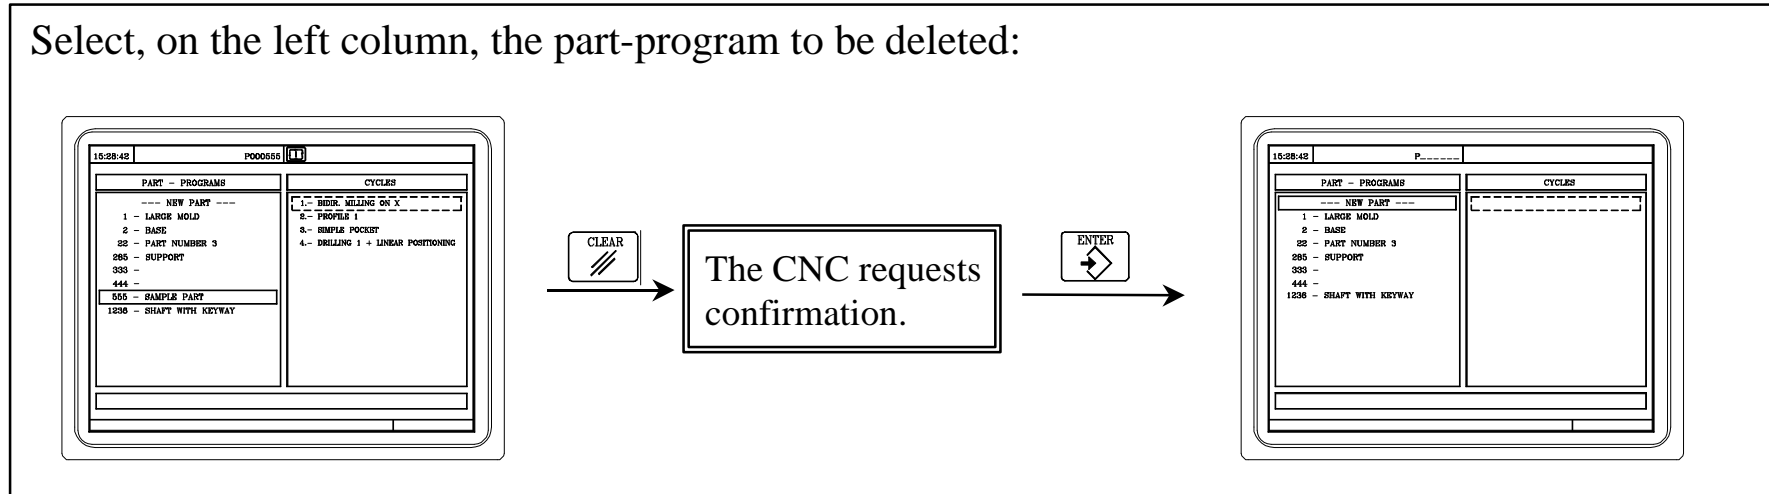 Select, on the left column, the part-program to be deleted:
15:28:42 P000555
PART - PROGRAMS CYCLES
--- NEW PART ---
1 - LARGE MOLD
2 - BASE
22 - PART NUMBER 3
265 - SUPPORT
333 -
444 -
555 - SAMPLE PART
1236 - SHAFT WITH KEYWAY
1.- BIDIR. MILLING ON X
2.- PROFILE 1
3.- SIMPLE POCKET
4.- DRILLING 1 + LINEAR POSITIONING
CLEAR
The CNC requests
confirmation.
ENTER
15:28:42 P______
PART - PROGRAMS CYCLES
--- NEW PART ---
1 - LARGE MOLD
2 - BASE
22 - PART NUMBER 3
265 - SUPPORT
333 -
444 -
1236 - SHAFT WITH KEYWAY